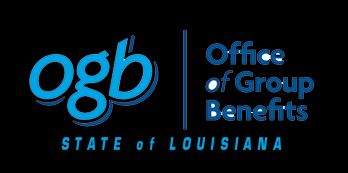 ogb
Office
of Group
Benefits
STATE of LOUISIANA